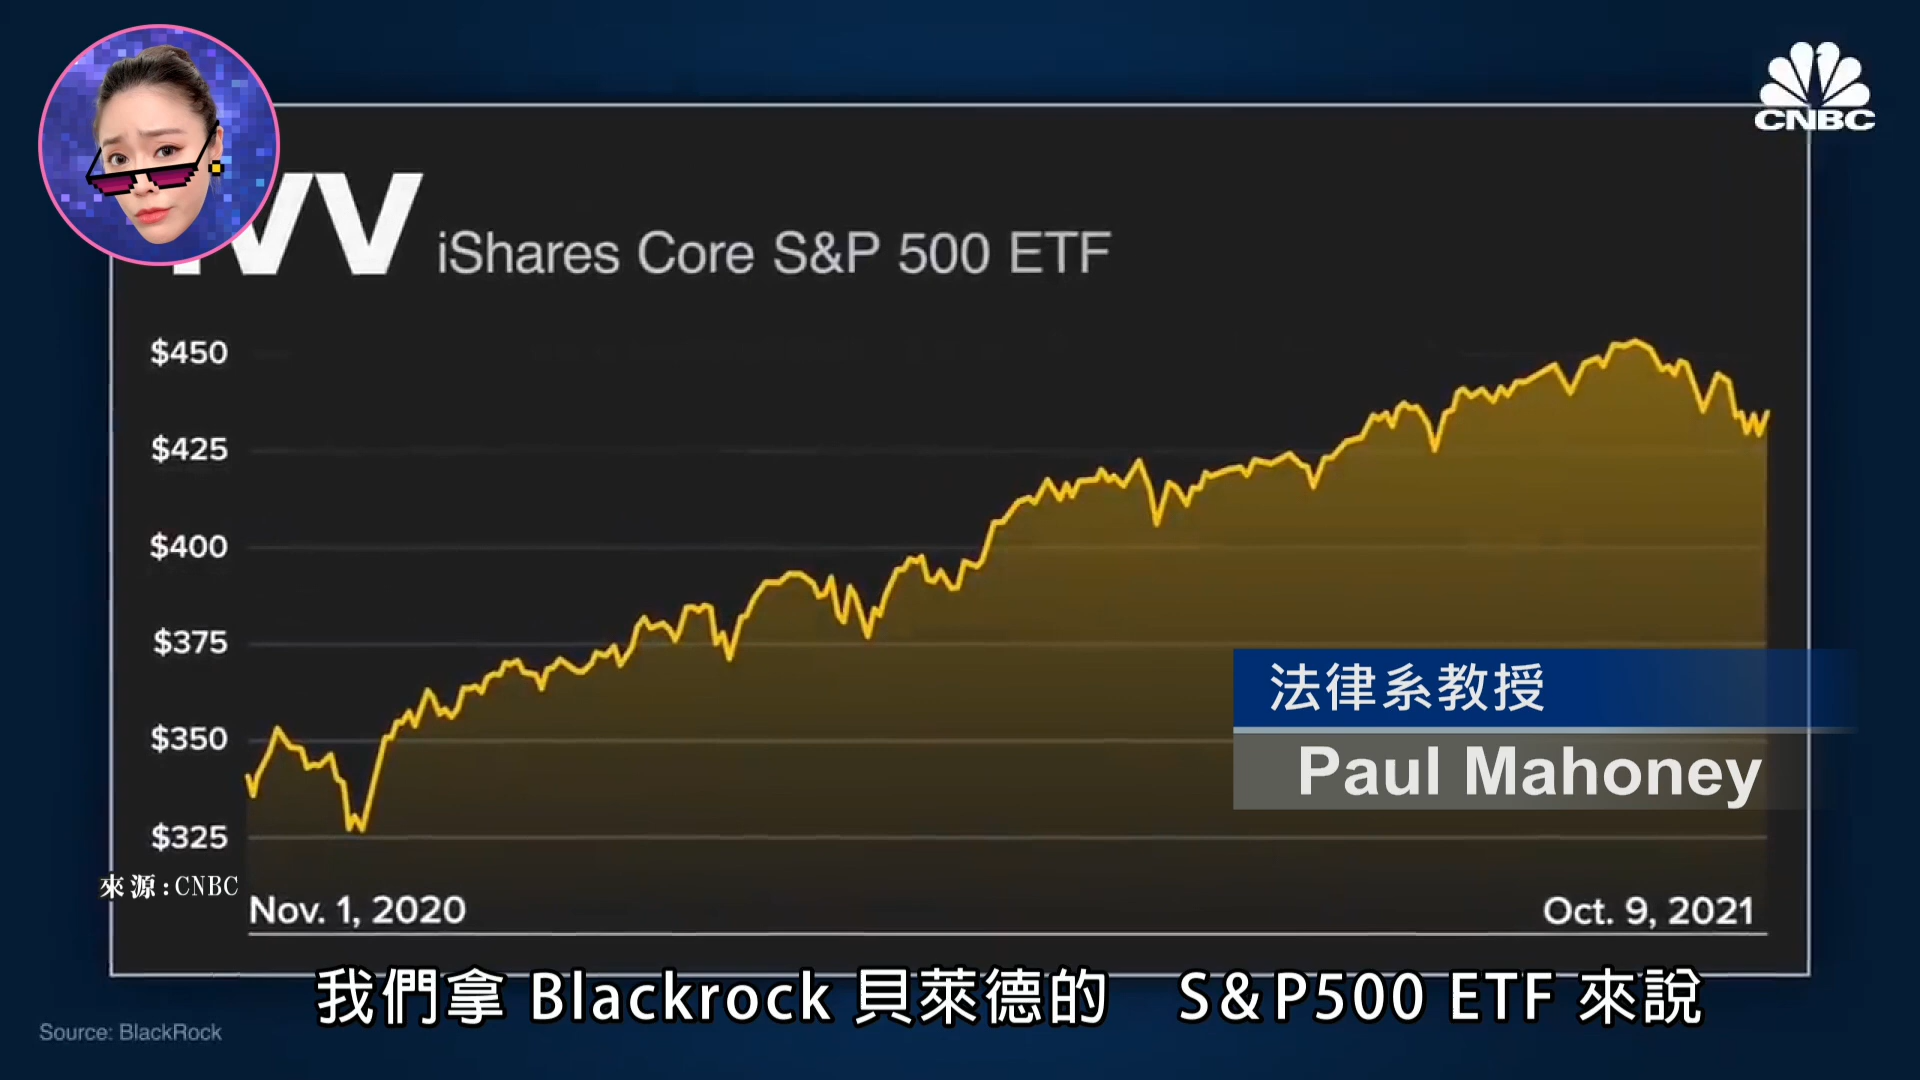 CNBC
IVV iShares Core S&P 500 ETF
$450
$425
$400
$375
$350
$325
法律系教授
Paul Mahoney
來源:CNBC
Nov. 1, 2020
Oct. 9, 2021
我們拿 Blackrock 貝萊德的 S&P500 ETF 來說
Source: BlackRock